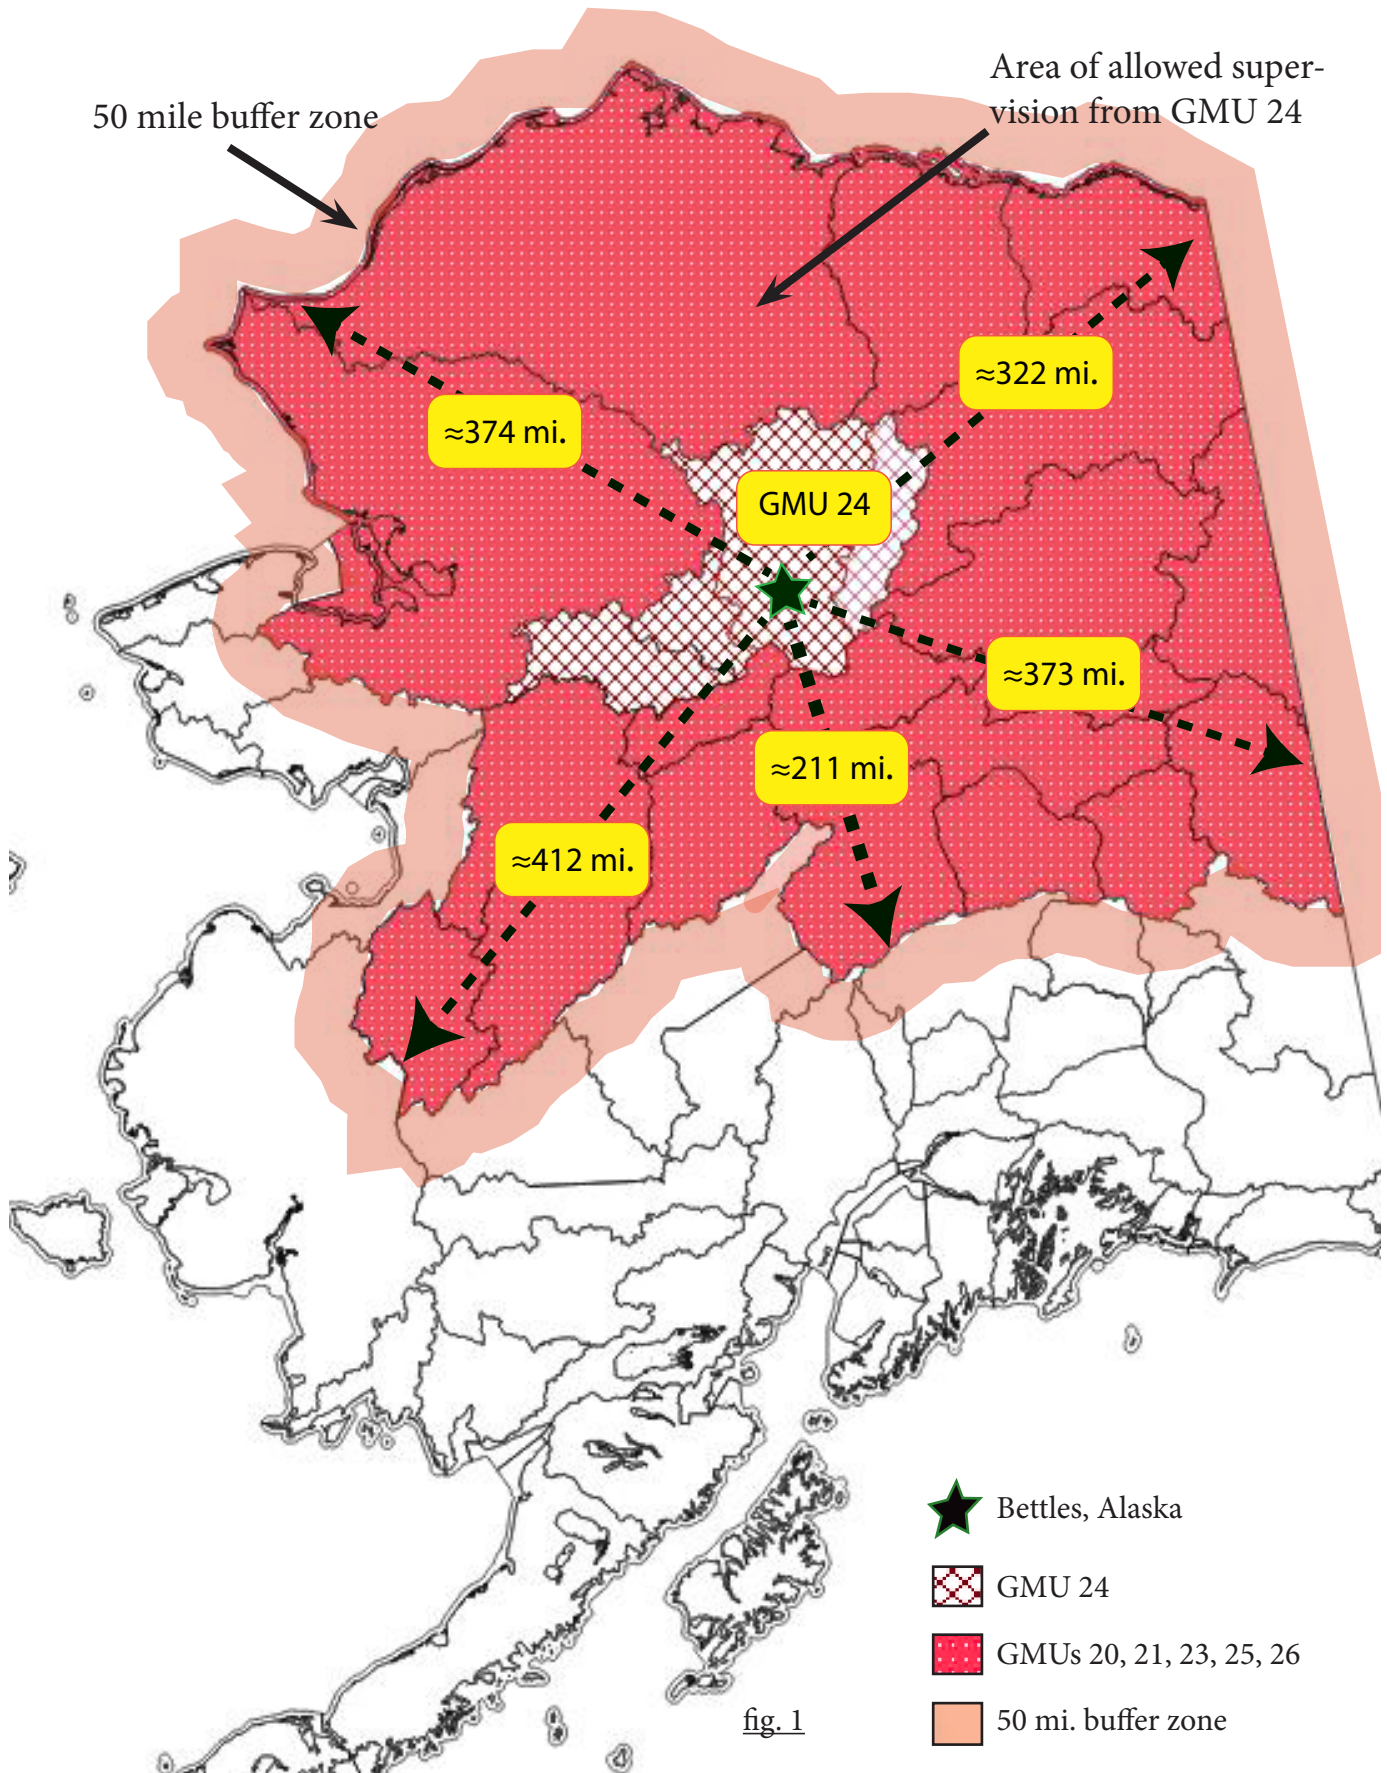 Area of allowed super-
vision from GMU 24
50 mile buffer zone
≈322 mi.
≈374 mi.
GMU 24
≈373 mi.
≈211 mi.
≈412 mi.
Bettles, Alaska
GMU 24
GMUs 20, 21, 23, 25, 26
50 mi. buffer zone
fig. 1